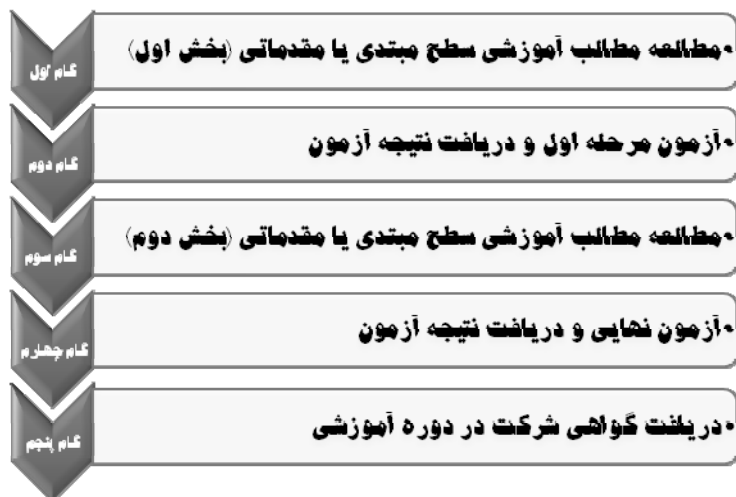 گام اول
•مطالعه مطالب آموزشی سطح مبتدی یا مقدماتی (بخش اول)
گام دوم
•آزمون مرحله اول و دریافت نتیجه آزمون
گام سوم
•مطالعه مطالب آموزشی سطح مبتدی یا مقدماتی (بخش دوم)
گام چهارم
•آزمون نهایی و دریافت نتیجه آزمون
گام پنجم
•دریافت گواهی شرکت در دوره آموزشی